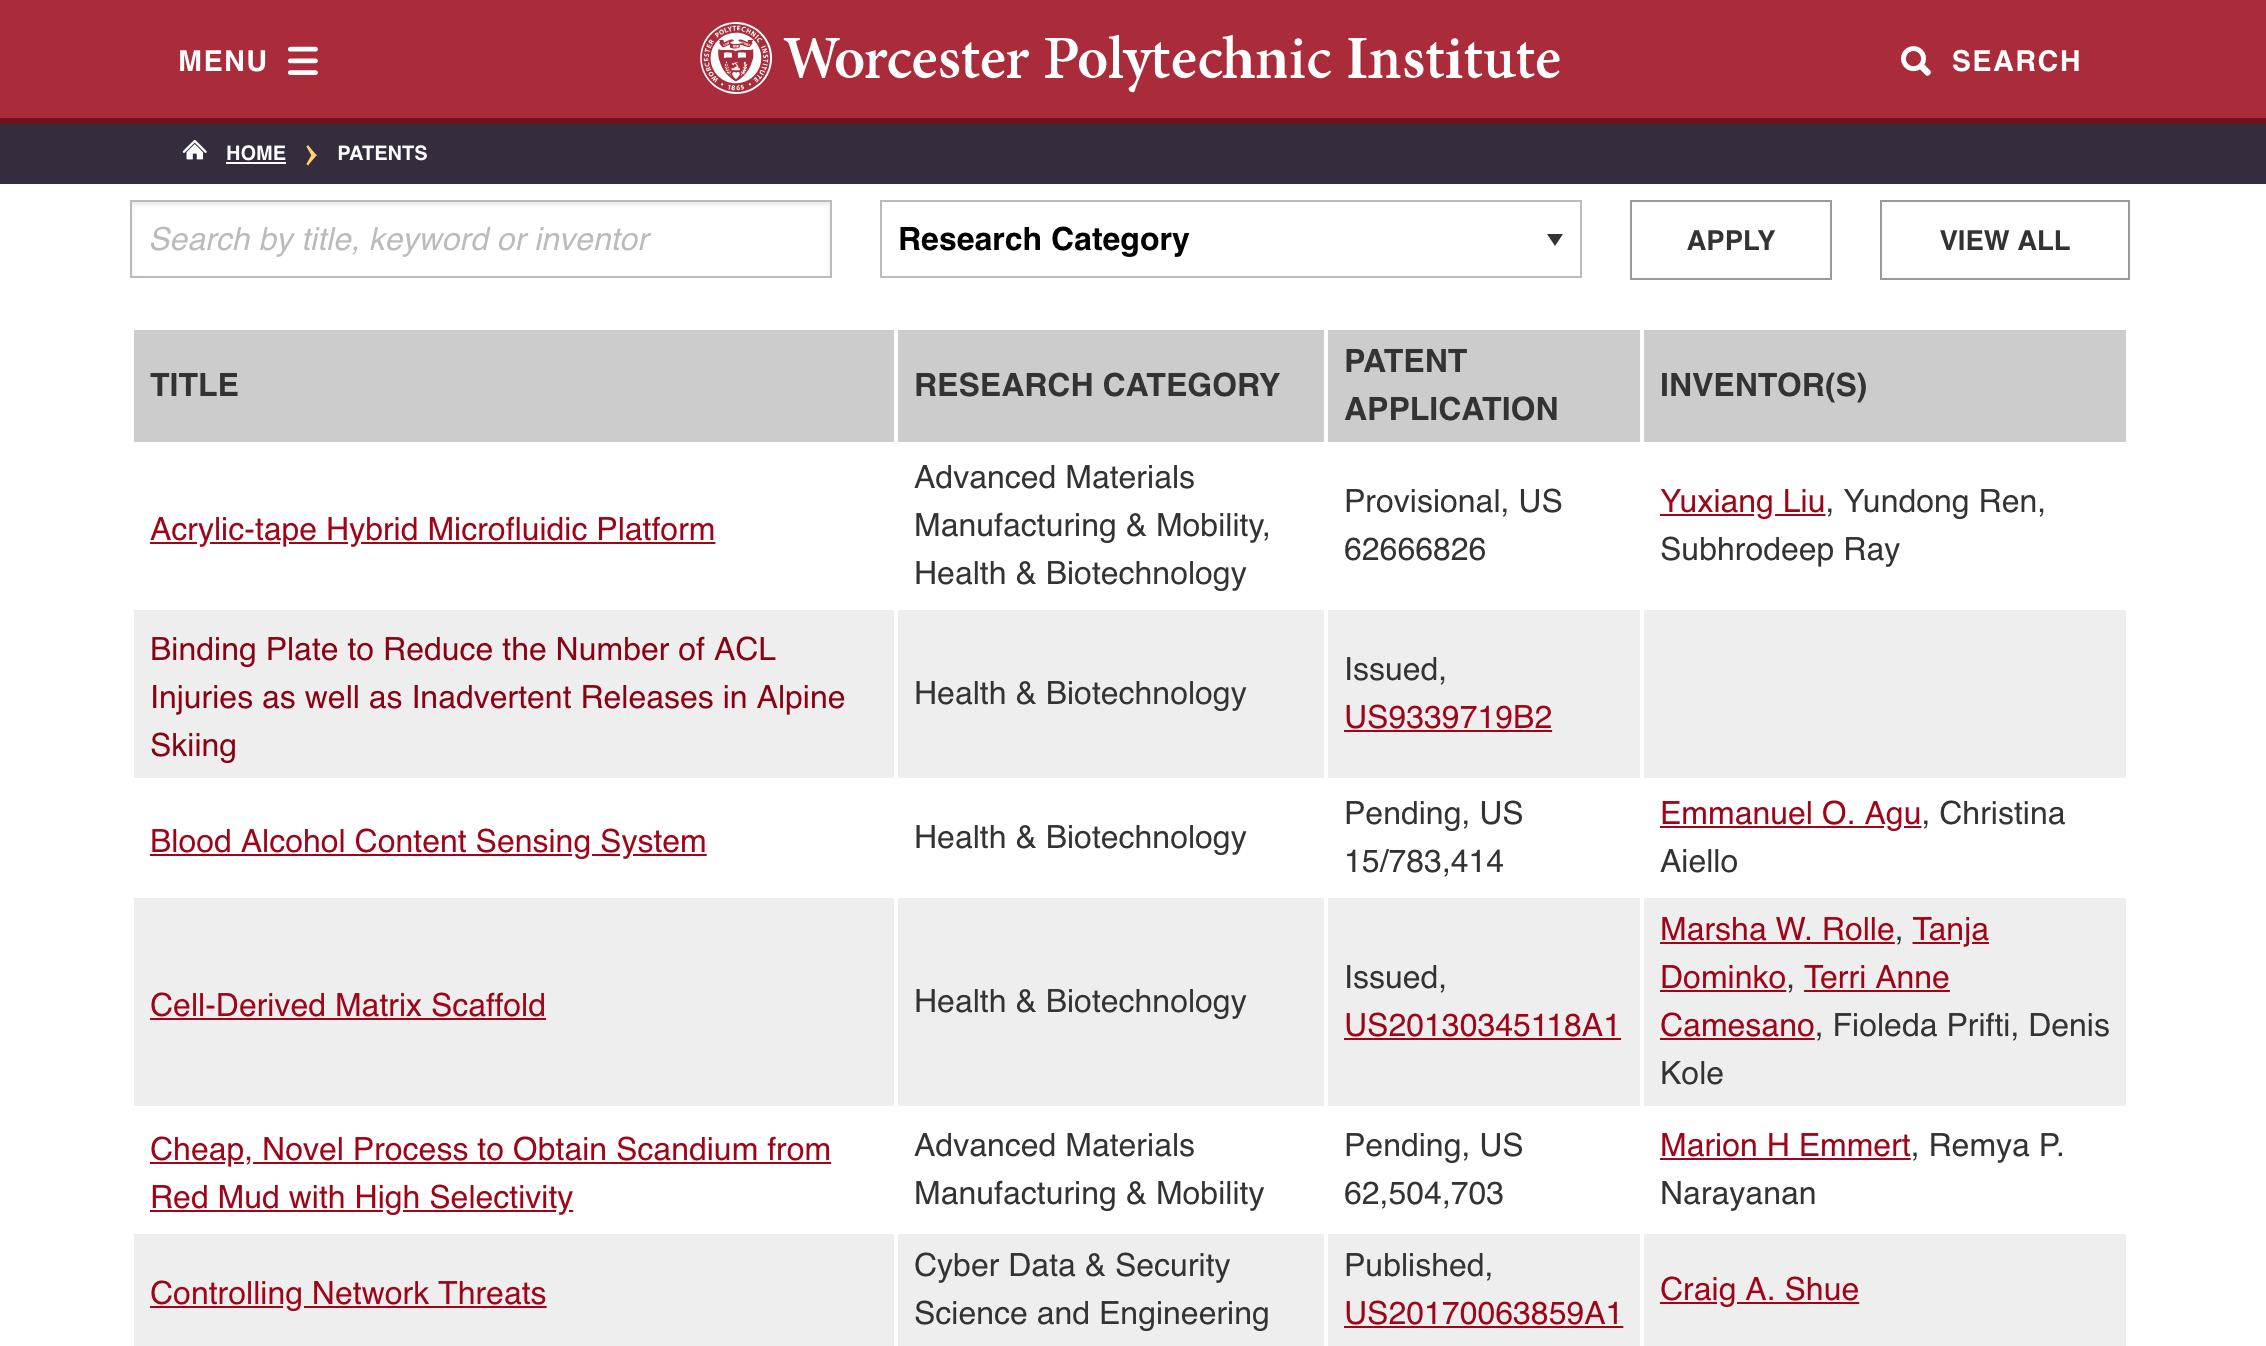 MENU
Worcester Polytechnic Institute
SEARCH
HOME
PATENTS
Search by title, keyword or inventor
Research Category
APPLY
VIEW ALL
TITLE
RESEARCH CATEGORY
PATENT
APPLICATION
INVENTOR(S)
Acrylic-tape Hybrid Microfluidic Platform
Advanced Materials
Manufacturing & Mobility,
Health & Biotechnology
Provisional, US
62666826
Yuxiang Liu, Yundong Ren,
Subhrodeep Ray
Binding Plate to Reduce the Number of ACL
Injuries as well as Inadvertent Releases in Alpine
Skiing
Health & Biotechnology
Issued,
US9339719B2
Blood Alcohol Content Sensing System
Health & Biotechnology
Pending, US
15/783,414
Emmanuel O. Agu, Christina
Aiello
Cell-Derived Matrix Scaffold
Health & Biotechnology
Issued,
US20130345118A1
Marsha W. Rolle, Tanja
Dominko, Terri Anne
Camesano, Fioleda Prifti, Denis
Kole
Cheap, Novel Process to Obtain Scandium from
Red Mud with High Selectivity
Advanced Materials
Manufacturing & Mobility
Pending, US
62,504,703
Marion H Emmert, Remya P.
Narayanan
Controlling Network Threats
Cyber Data & Security
Science and Engineering
Published,
US20170063859A1
Craig A. Shue